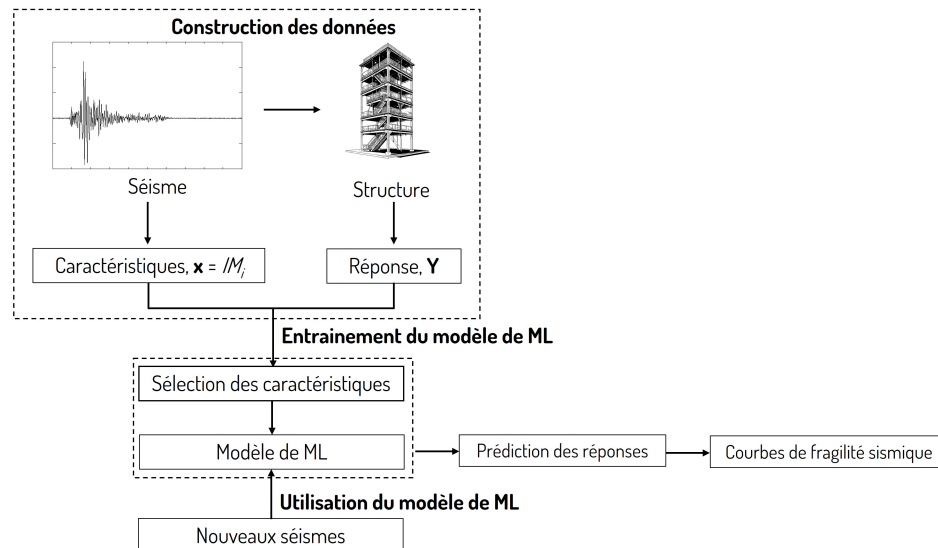 Construction des données
Séisme
Structure
Caractéristiques, x = IMi
Réponse, Y
Entrainement du modèle de ML
Sélection des caractéristiques
Modèle de ML
Prédiction des réponses
Courbes de fragilité sismique
Utilisation du modèle de ML
Nouveaux séismes